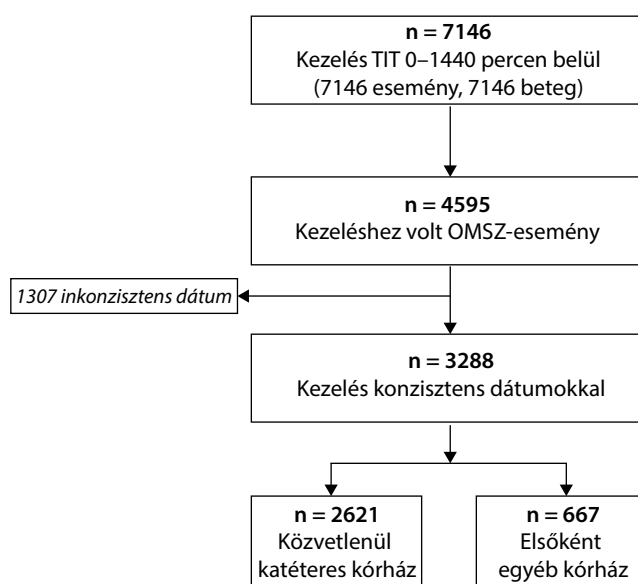 n = 7146
Kezelés TIT 0–1440 percen belül
(7146 esemény, 7146 beteg)
n = 4595
Kezeléshez volt OMSZ-esemény
1307 inkonzisztens dátum
n = 3288
Kezelés konzisztens dátumokkal
n = 2621
Közvetlenül
katéteres kórház
n = 667
Elsőként
egyéb kórház